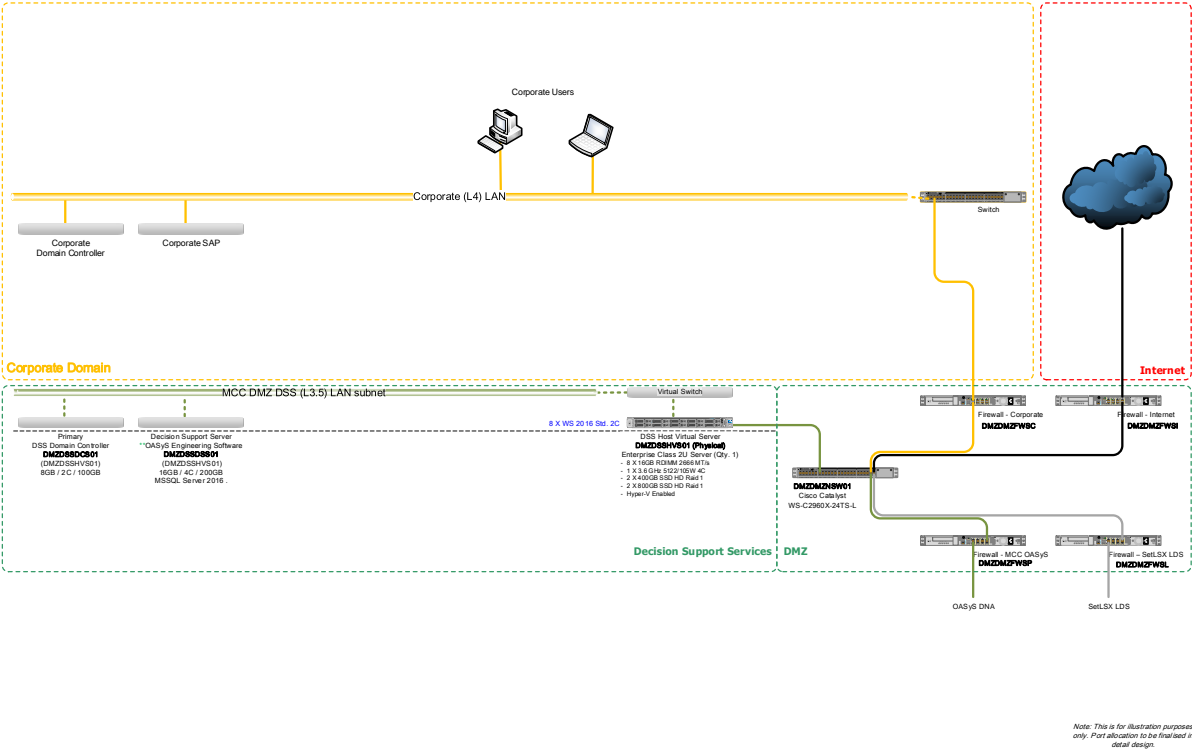 Corporate Users
Corporate (L4) LAN
Switch
Corporate
Domain Controller
Corporate SAP
Corporate Domain
Internet
MCC DMZ DSS (L3.5) LAN subnet
Virtual Switch
Primary
DSS Domain Controller
DMZDSSDCS01
(DMZDSSHVS01)
8GB / 2C / 100GB
Decision Support Server
**OASyS Engineering Software
DMZDSSDSS01
(DMZDSSHVS01)
16GB / 4C / 200GB
MSSQL Server 2016 .
8 X WS 2016 Std. 2C
DSS Host Virtual Server
DMZDSSHVS01 (Physical)
Enterprise Class 2U Server (Qty. 1)
- 8 X 16GB RDIMM 2666 MT/s
- 1 X 3.6 GHz 5122/105W 4C
- 2 X 400GB SSD HD Raid 1
- 2 X 800GB SSD HD Raid 1
- Hyper-V Enabled
Firewall - Corporate
DMZDMZFWSC
Firewall - Internet
DMZDMZFWSI
DMZDMZNSW01
Cisco Catalyst
WS-C2960X-24TS-L
Decision Support Services
DMZ
Firewall - MCC OASyS
DMZDMZFWSP
Firewall – SetLSX LDS
DMZDMZFWSL
OASyS DNA
SetLSX LDS
Note: This is for illustration purposes
only. Port allocation to be finalised in
detail design.